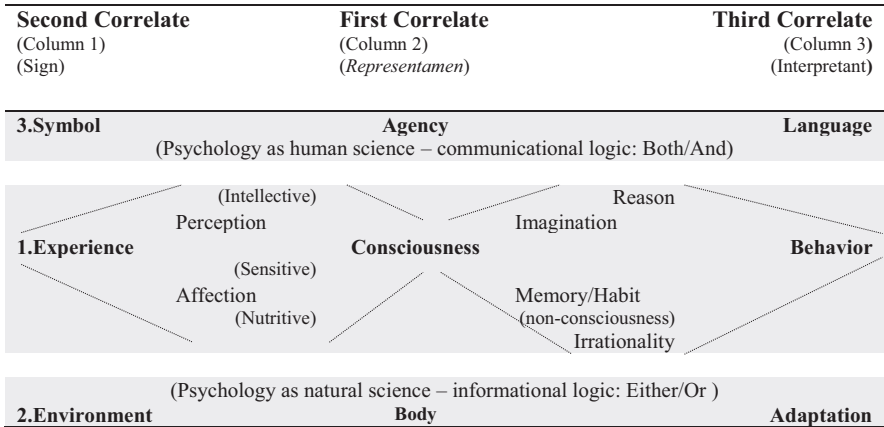 Second Correlate First Correlate Third Correlate
(Column 1) (Column 2) (Column 3)
(Sign) (Representamen) (Interpretant)
3.Symbol Agency Language
(Psychology as human science – communicational logic: Both/And)
(Intellective) Reason
Perception Imagination
1.Experience Consciousness Behavior
(Sensitive)
Affection Memory/Habit
(Nutritive) (non-consciousness)
Irrationality
(Psychology as natural science – informational logic: Either/Or )
2.Environment Body Adaptation